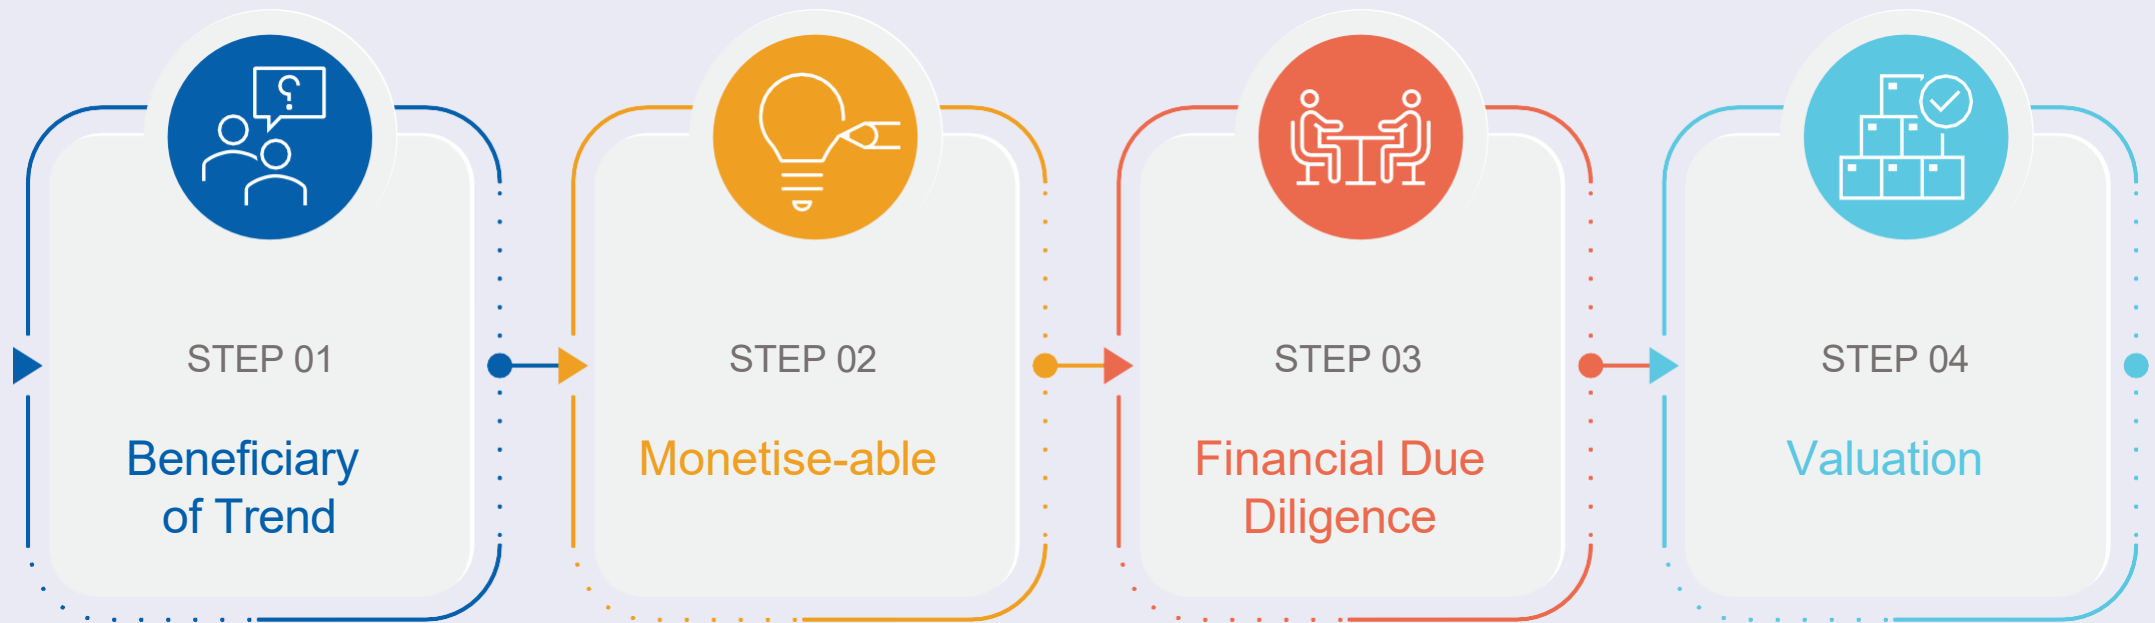 STEP 01
Beneficiary
of Trend
STEP 02
Monetise-able
STEP 03
Financial Due
Diligence
STEP 04
Valuation